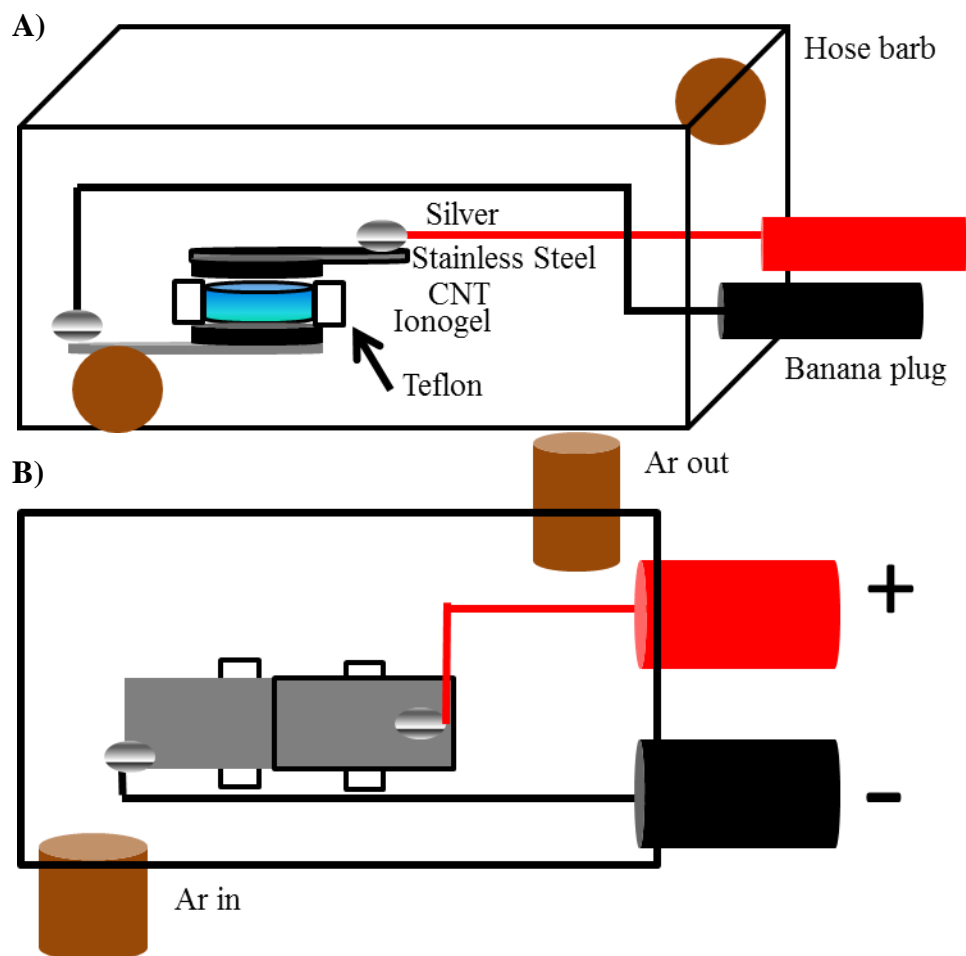 A)
Hose barb
Silver
Stainless Steel
CNT
Ionogel
Teflon
Banana plug
B)
Ar out
+
-
Ar in